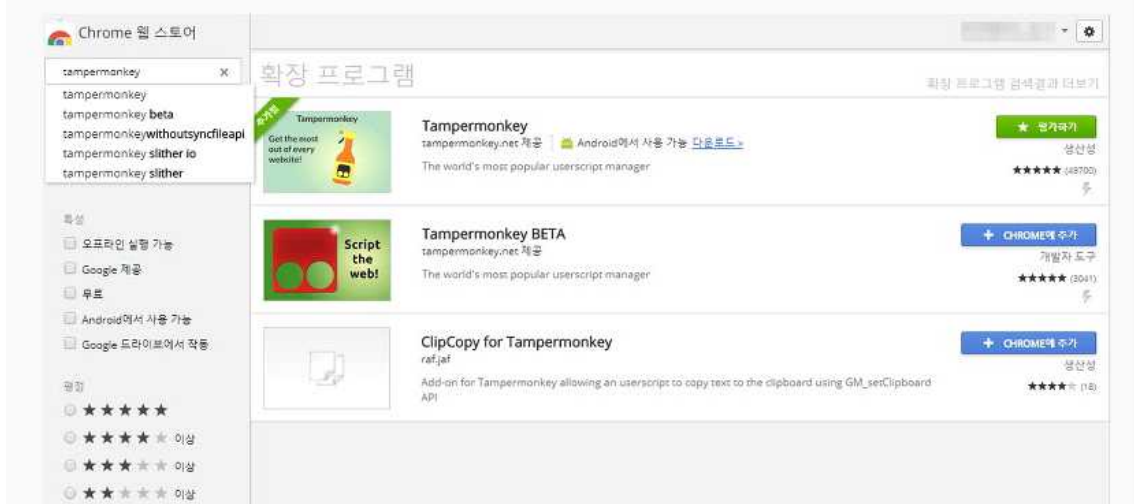 Chrome 웹 스토어
tampermonkey
tampermonkey
tampermonkey beta
tampermonkeywithoutsyncfileapi
tampermonkey slither io
tampermonkey slither
특성
오프라인 실행 가능
Google 제공
무료
Android에서 사용 가능
Google 드라이브에서 작동
평점
이상
이상
이상
확장 프로그램
확장 프로그램 검색결과 더보기
추가됨
Tampermonkey
Get the most
out of every
website!
Tampermonkey
tampermonkey.net 제공
Android에서 사용 가능 다운로드 »
The world's most popular userscript manager
평가하기
생산성
(49700)
Script
the
web!
Tampermonkey BETA
tampermonkey.net 제공
The world's most popular userscript manager
CHROME에 추가
개발자 도구
(3041)
ClipCopy for Tampermonkey
raf.jaf
Add-on for Tampermonkey allowing an userscript to copy text to the clipboard using GM_setClipboard
API
CHROME에 추가
생산성
(18)